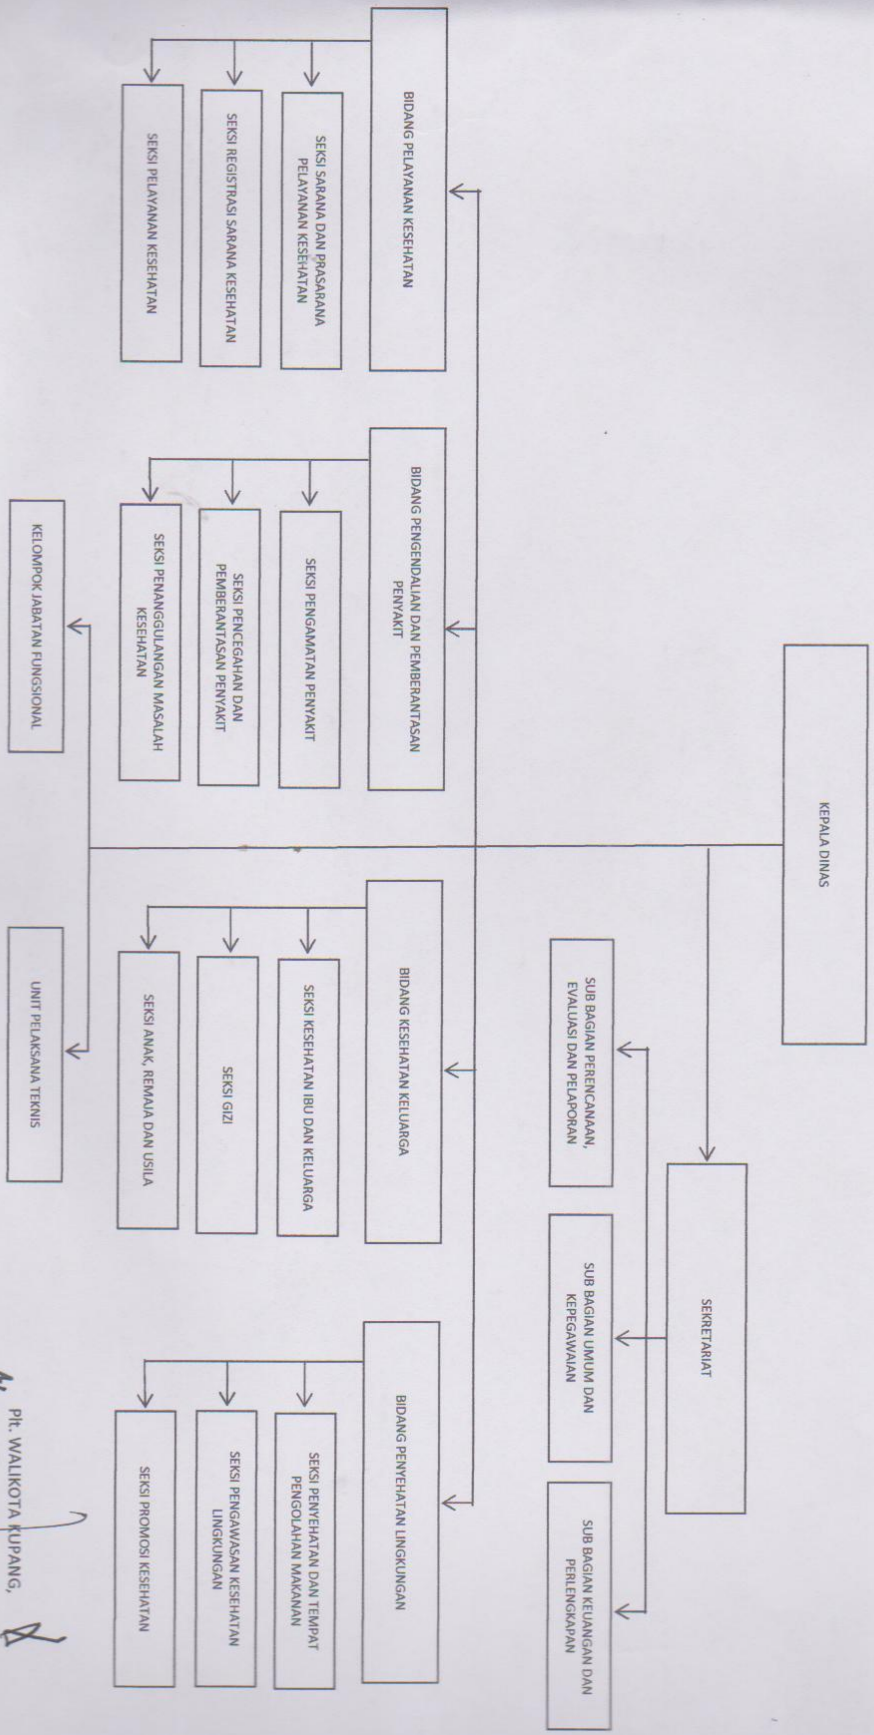 KEPALA DINAS
SEKRETARIAT
SUB BAGIAN PERENCANAAN,
EVALUASI DAN PELAPORAN
SUB BAGIAN UMUM DAN
KEPEGAWAIAN
SUB BAGIAN KEUANGAN DAN
PERLENGKAPAN
BIDANG PELAYANAN KESEHATAN
SEKSI SARANA DAN PRASARANA
PELAYANAN KESEHATAN
SEKSI REGISTRASI SARANA KESEHATAN
SEKSI PELAYANAN KESEHATAN
BIDANG PENGENDALIAN DAN PEMBERANTASAN
PENYAKIT
SEKSI PENGAMATAN PENYAKIT
SEKSI PENCEGAHAN DAN
PEMBERANTASAN PENYAKIT
SEKSI PENANGGULANGAN MASALAH
KESEHATAN
BIDANG KESEHATAN KELUARGA
SEKSI KESEHATAN IBU DAN KELUARGA
SEKSI GIZI
SEKSI ANAK, REMAJA DAN USILA
BIDANG PENYEHATAN LINGKUNGAN
SEKSI PENYEHATAN DAN TEMPAT
PENGOLAHAN MAKANAN
SEKSI PENGAWASAN KESEHATAN
LINGKUNGAN
SEKSI PROMOSI KESEHATAN
KELOMPOK JABATAN FUNGSIONAL
UNIT PELAKSANA TEKNIS
Plt. WALIKOTA KUPANG,